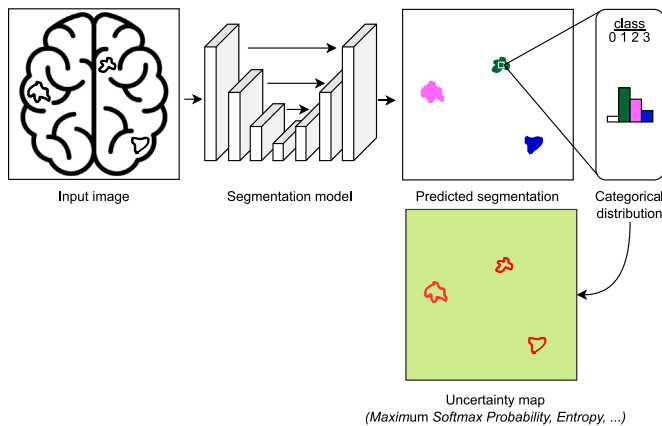 class
0 1 2 3
Input image
Segmentation model
Predicted segmentation
Categorical
distribution
Uncertainty map
(Maximum Softmax Probability, Entropy, ...)